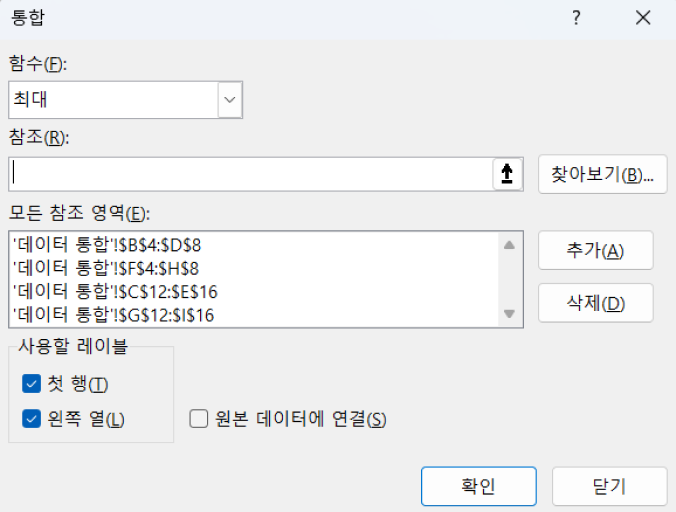 통합 ?
함수(F):
최대
참조(R):
찾아보기(B)...
모든 참조 영역(E):
'데이터 통합'!$B$4:$D$8
'데이터 통합'!$F$4:$H$8
'데이터 통합'!$C$12:$E$16
'데이터 통합'!$G$12:$I$16
추가(A)
삭제(D)
사용할 레이블
첫 행(T)
왼쪽 열(L)
원본 데이터에 연결(S)
확인
닫기